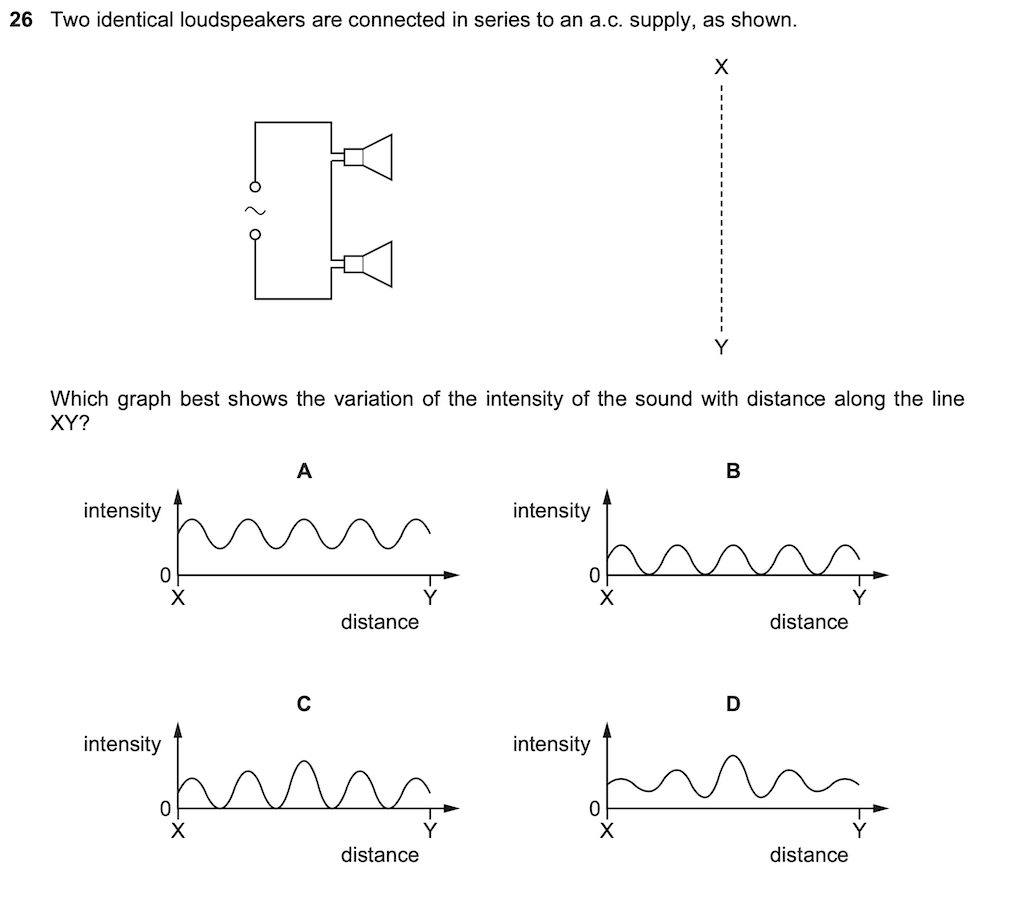 26 Two identical loudspeakers are connected in series to an a.c. supply, as shown.
X
~
Y
Which graph best shows the variation of the intensity of the sound with distance along the line
XY?
A
intensity
0
X
Y
distance
B
intensity
0
X
Y
distance
C
intensity
0
X
Y
distance
D
intensity
0
X
Y
distance